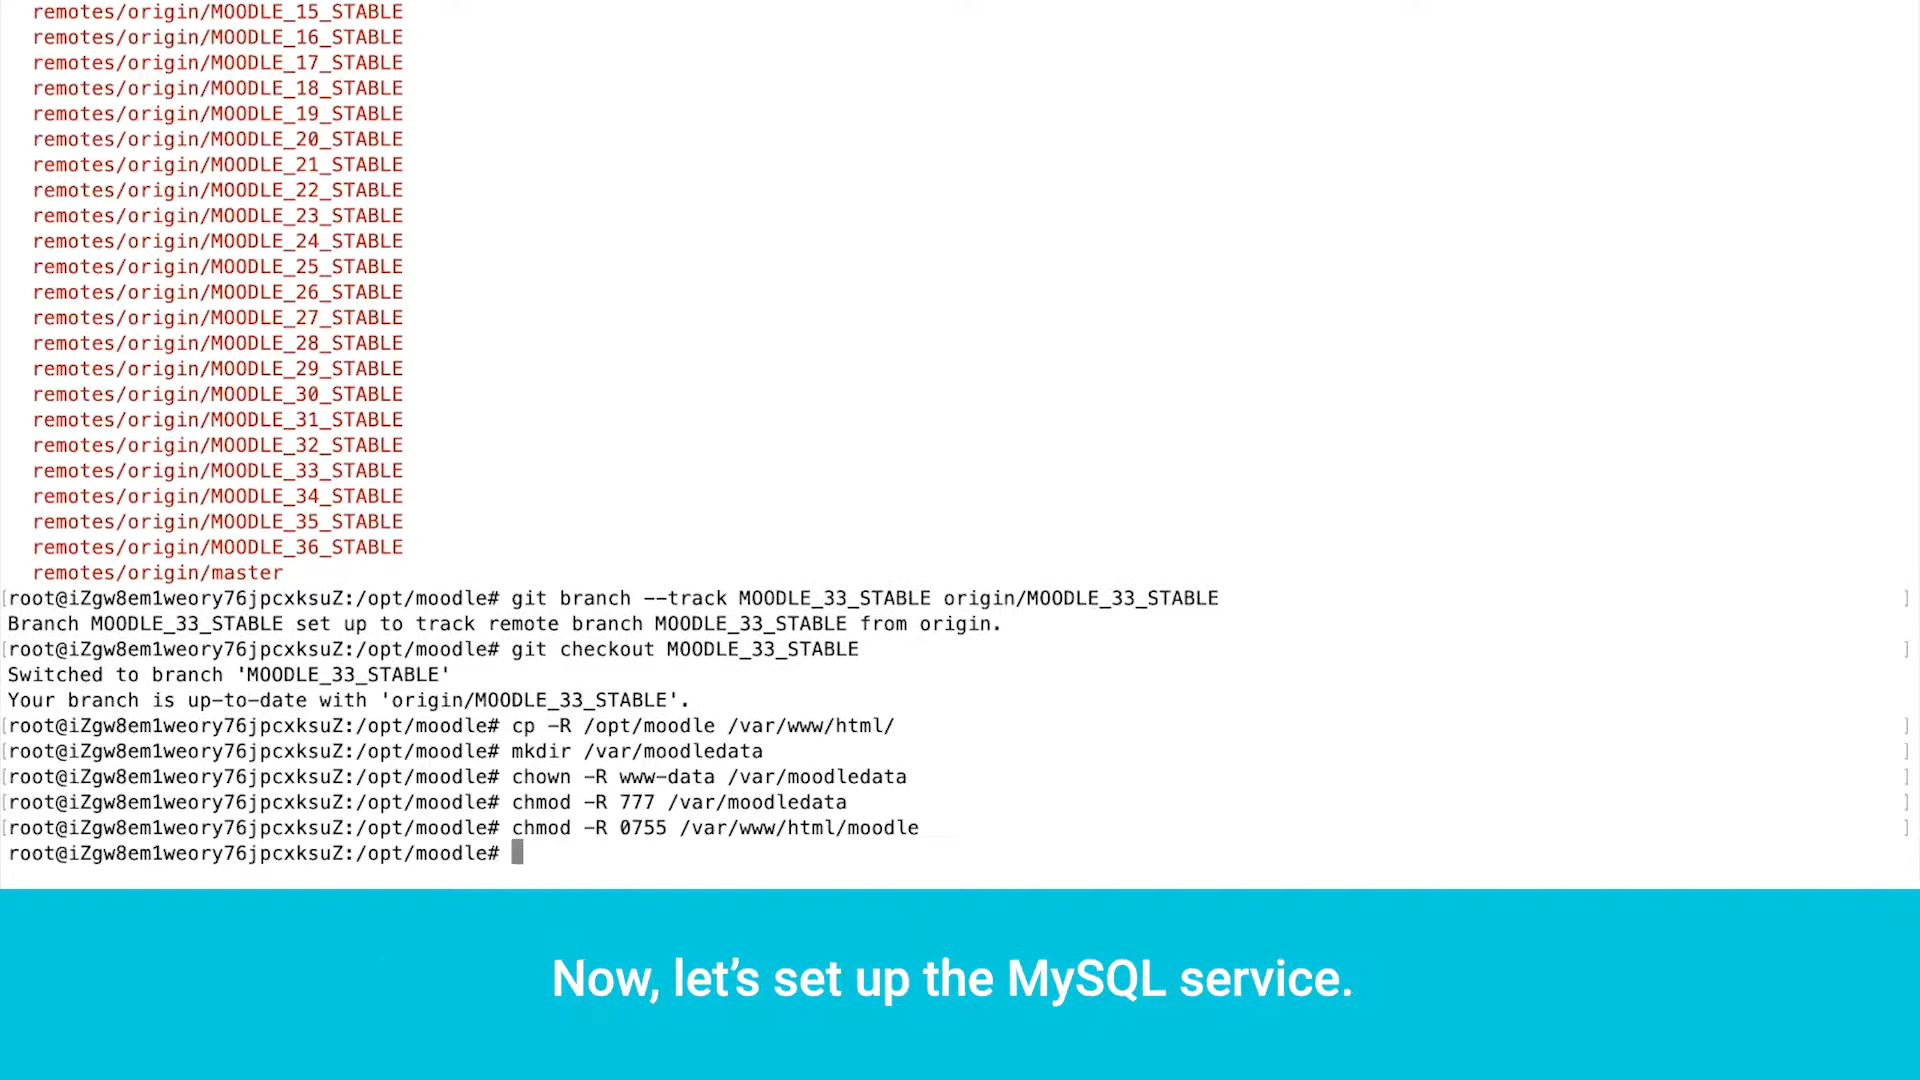 remotes/origin/MOODLE_15_STABLE
remotes/origin/MOODLE_16_STABLE
remotes/origin/MOODLE_17_STABLE
remotes/origin/MOODLE_18_STABLE
remotes/origin/MOODLE_19_STABLE
remotes/origin/MOODLE_20_STABLE
remotes/origin/MOODLE_21_STABLE
remotes/origin/MOODLE_22_STABLE
remotes/origin/MOODLE_23_STABLE
remotes/origin/MOODLE_24_STABLE
remotes/origin/MOODLE_25_STABLE
remotes/origin/MOODLE_26_STABLE
remotes/origin/MOODLE_27_STABLE
remotes/origin/MOODLE_28_STABLE
remotes/origin/MOODLE_29_STABLE
remotes/origin/MOODLE_30_STABLE
remotes/origin/MOODLE_31_STABLE
remotes/origin/MOODLE_32_STABLE
remotes/origin/MOODLE_33_STABLE
remotes/origin/MOODLE_34_STABLE
remotes/origin/MOODLE_35_STABLE
remotes/origin/MOODLE_36_STABLE
remotes/origin/master
[root@iZgw8em1weory76jpcxksuZ:/opt/moodle# git branch --track MOODLE_33_STABLE origin/MOODLE_33_STABLE ]
Branch MOODLE_33_STABLE set up to track remote branch MOODLE_33_STABLE from origin.
[root@iZgw8em1weory76jpcxksuZ:/opt/moodle# git checkout MOODLE_33_STABLE ]
Switched to branch 'MOODLE_33_STABLE'
Your branch is up-to-date with 'origin/MOODLE_33_STABLE'.
[root@iZgw8em1weory76jpcxksuZ:/opt/moodle# cp -R /opt/moodle /var/www/html/ ]
[root@iZgw8em1weory76jpcxksuZ:/opt/moodle# mkdir /var/moodledata ]
[root@iZgw8em1weory76jpcxksuZ:/opt/moodle# chown -R www-data /var/moodledata ]
[root@iZgw8em1weory76jpcxksuZ:/opt/moodle# chmod -R 777 /var/moodledata ]
[root@iZgw8em1weory76jpcxksuZ:/opt/moodle# chmod -R 0755 /var/www/html/moodle ]
root@iZgw8em1weory76jpcxksuZ:/opt/moodle#
Now, let’s set up the MySQL service.